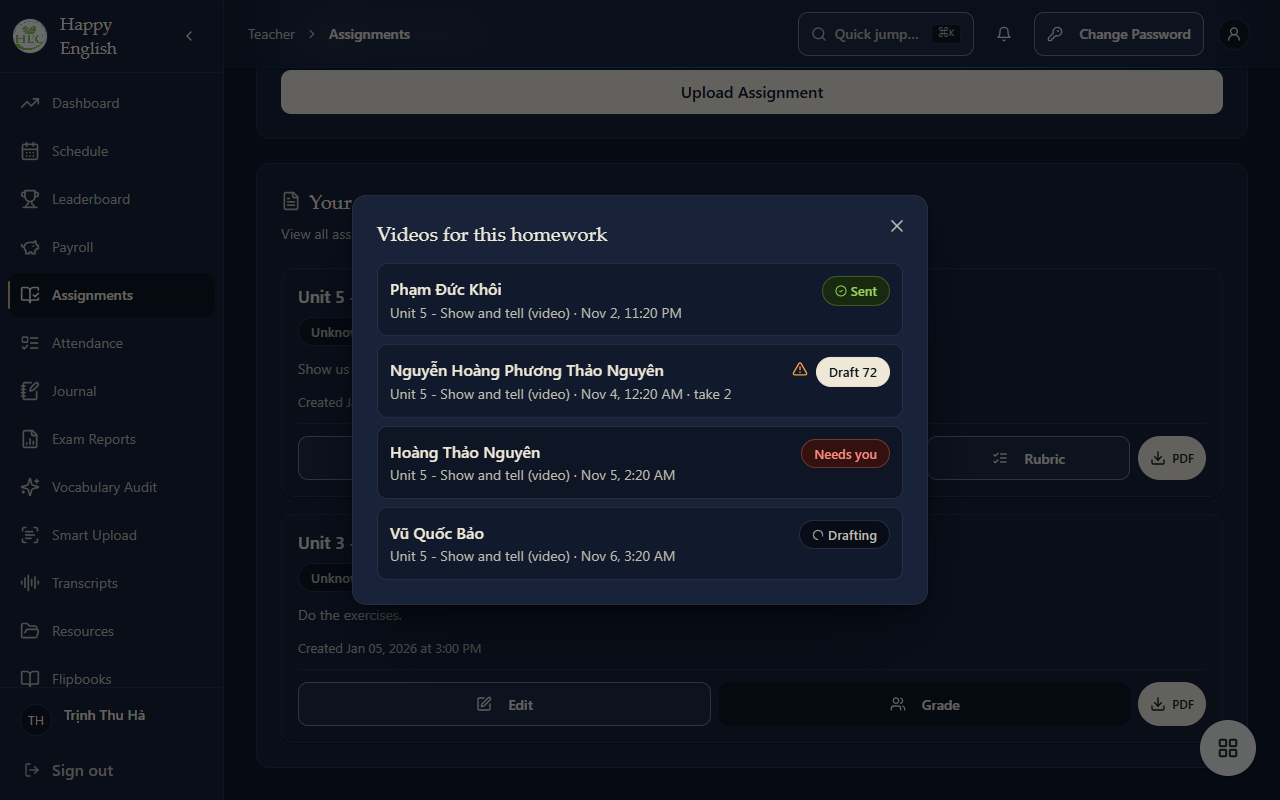 HEC
Happy
English
Teacher
Assignments
Quick jump...
⌘K
Change Password
Dashboard
Schedule
Leaderboard
Payroll
Assignments
Attendance
Journal
Exam Reports
Vocabulary Audit
Smart Upload
Transcripts
Resources
Flipbooks
TH
Trịnh Thu Hà
Sign out
Upload Assignment
Your
View all
Unit 5 -
Show us
Created
Rubric
PDF
Unit 3 -
Do the exercises.
Created Jan 05, 2026 at 3:00 PM
Edit
Grade
PDF
Videos for this homework
Phạm Đức Khôi
Sent
Unit 5 - Show and tell (video) · Nov 2, 11:20 PM
Nguyễn Hoàng Phương Thảo Nguyên
Draft 72
Unit 5 - Show and tell (video) · Nov 4, 12:20 AM · take 2
Hoàng Thảo Nguyên
Needs you
Unit 5 - Show and tell (video) · Nov 5, 2:20 AM
Vũ Quốc Bảo
Drafting
Unit 5 - Show and tell (video) · Nov 6, 3:20 AM